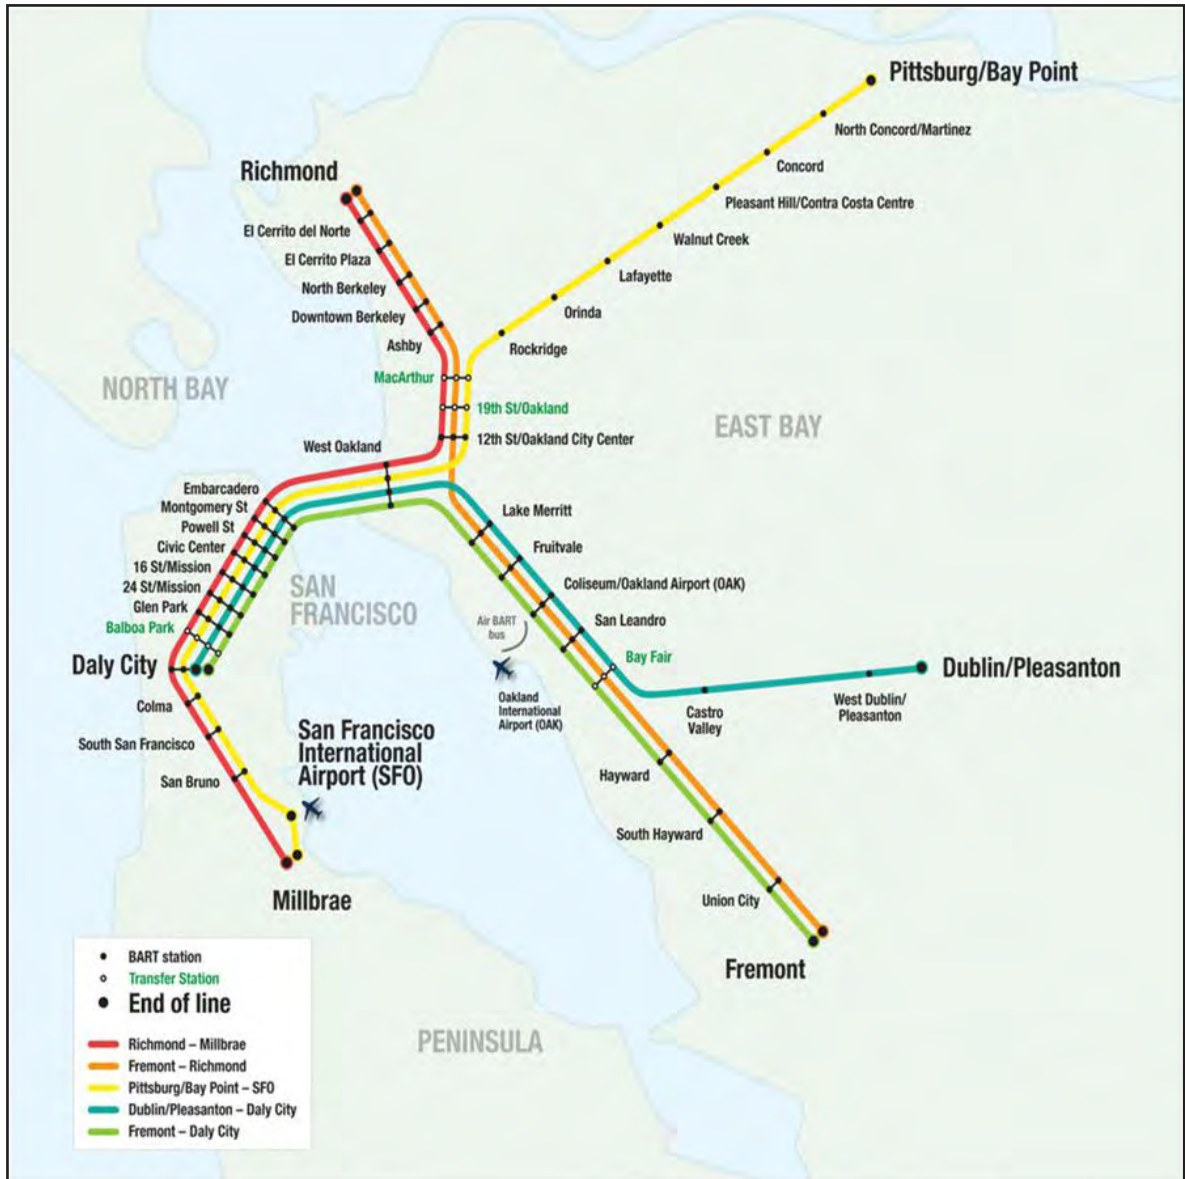 Pittsburg/Bay Point
North Concord/Martinez
Concord
Pleasant Hill/Contra Costa Centre
Walnut Creek
Lafayette
Orinda
Rockridge
Richmond
El Cerrito del Norte
El Cerrito Plaza
North Berkeley
Downtown Berkeley
Ashby
MacArthur
19th St/Oakland
12th St/Oakland City Center
NORTH BAY
EAST BAY
West Oakland
Embarcadero
Montgomery St
Powell St
Civic Center
16 St/Mission
24 St/Mission
Glen Park
Balboa Park
Daly City
Colma
South San Francisco
San Bruno
SAN
FRANCISCO
Lake Merritt
Fruitvale
Coliseum/Oakland Airport (OAK)
San Leandro
Bay Fair
Air BART
bus
Oakland
International
Airport (OAK)
Castro
Valley
West Dublin/
Pleasanton
Dublin/Pleasanton
San Francisco
International
Airport (SFO)
Millbrae
Hayward
South Hayward
Union City
Fremont
PENINSULA
BART station
Transfer Station
End of line
Richmond – Millbrae
Fremont – Richmond
Pittsburg/Bay Point – SFO
Dublin/Pleasanton – Daly City
Fremont – Daly City